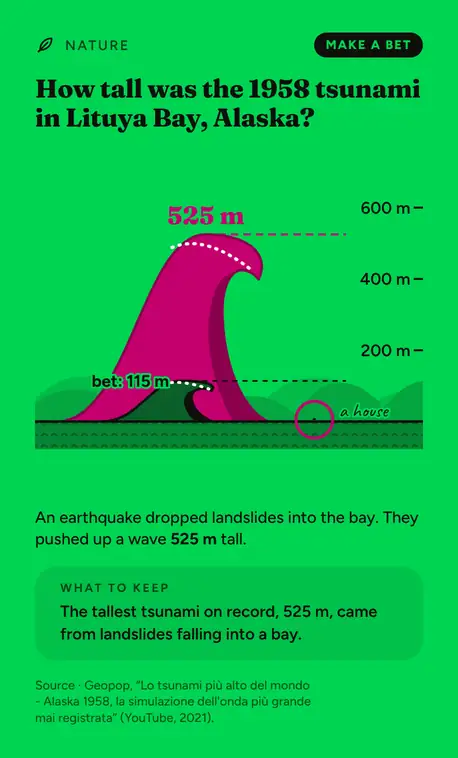 NATURE
MAKE A BET
How tall was the 1958 tsunami
in Lituya Bay, Alaska?
525 m
600 m
400 m
200 m
bet: 115 m
a house
An earthquake dropped landslides into the bay. They
pushed up a wave 525 m tall.
WHAT TO KEEP
The tallest tsunami on record, 525 m, came
from landslides falling into a bay.
Source · Geopop, “Lo tsunami più alto del mondo
- Alaska 1958, la simulazione dell'onda più grande
mai registrata” (YouTube, 2021).